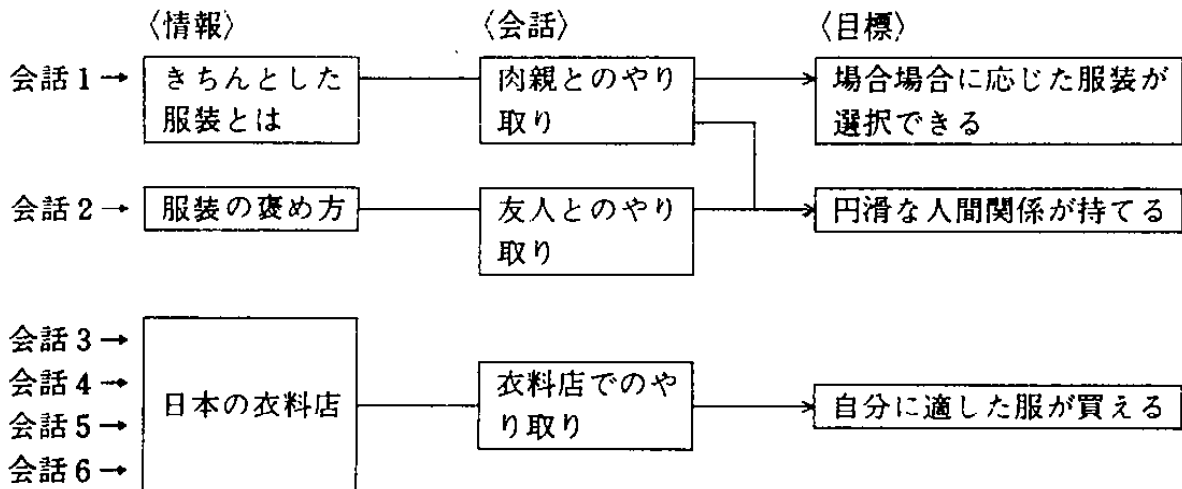 〈情報〉 〈会話〉 〈目標〉
会話1→ きちんとした 肉親とのやり 場合場合に応じた服装が
服装とは 取り 選択できる
会話2→ 服装の褒め方 友人とのやり 円滑な人間関係が持てる
取り
会話3→
会話4→ 衣料店でのや
日本の衣料店 自分に適した服が買える
会話5→ り取り
会話6→